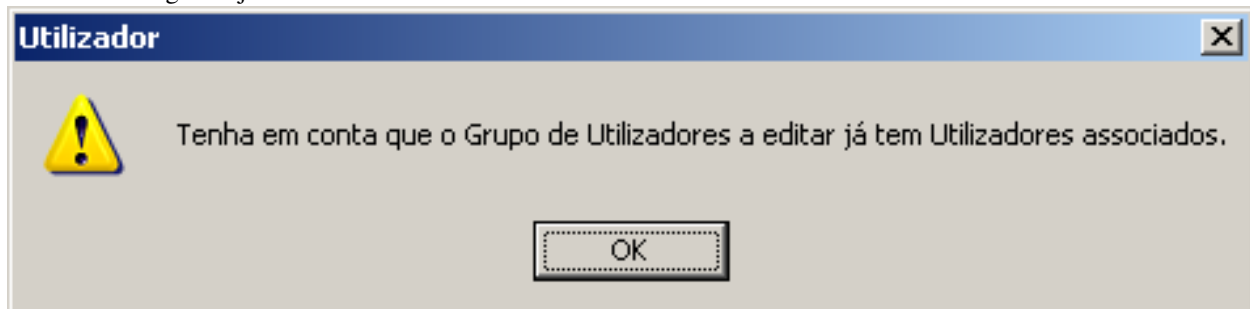 Utilizador
Tenha em conta que o Grupo de Utilizadores a editar já tem Utilizadores associados.
OK